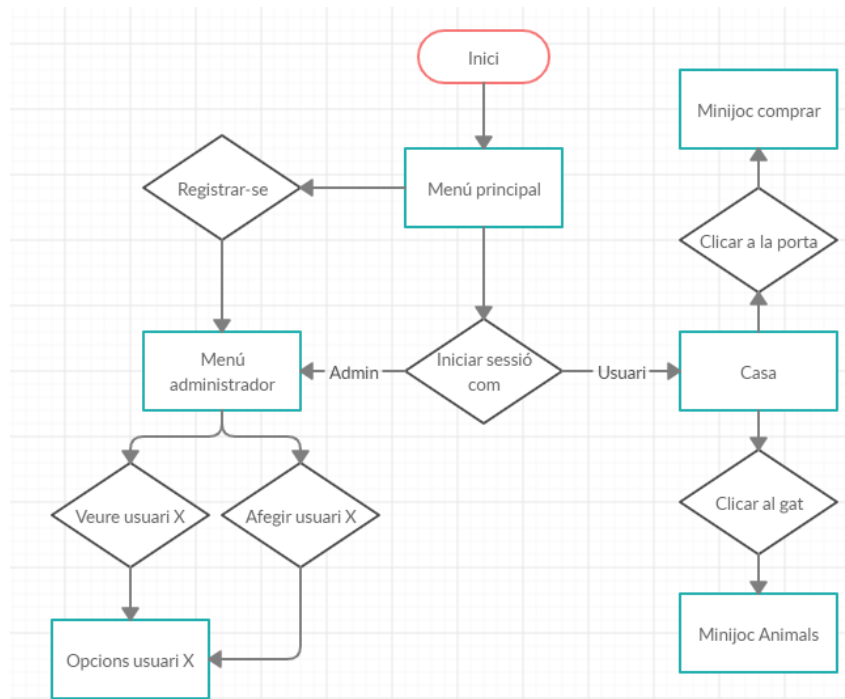 Inici
Minijoc comprar
Menú principal
Registrar-se
Clicar a la porta
Menú
administrador
Admin
Iniciar sessió
com
Usuari
Casa
Veure usuari X
Afegir usuari X
Clicar al gat
Opcions usuari X
Minijoc Animals